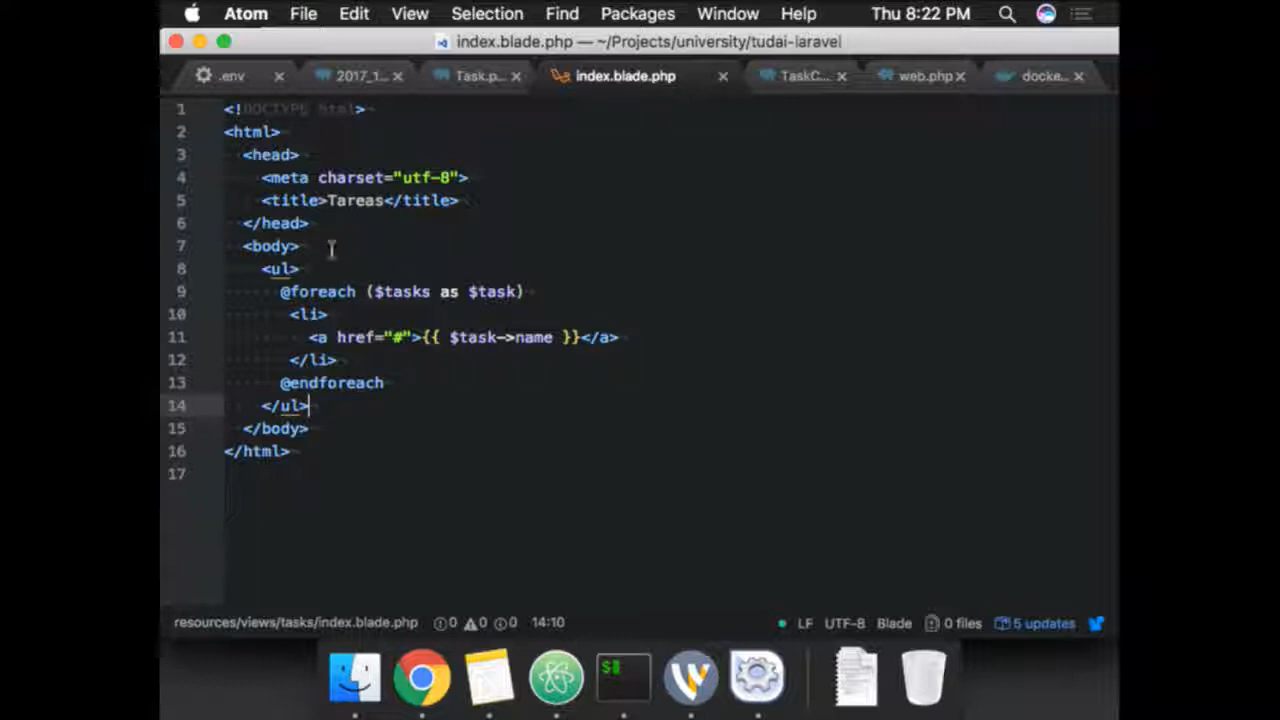 Atom File Edit View Selection Find Packages Window Help Thu 8:22 PM
index.blade.php — ~/Projects/university/tudai-laravel
.env 2017_1... Task.p... index.blade.php TaskC... web.php docke...
1 <!DOCTYPE html>
2 <html>
3 <head>
4 <meta charset="utf-8">
5 <title>Tareas</title>
6 </head>
7 <body>
8 <ul>
9 @foreach ($tasks as $task)
10 <li>
11 <a href="#">{{ $task->name }}</a>
12 </li>
13 @endforeach
14 </ul>
15 </body>
16 </html>
17
resources/views/tasks/index.blade.php 0 0 0 14:10 LF UTF-8 Blade 0 files 5 updates
$